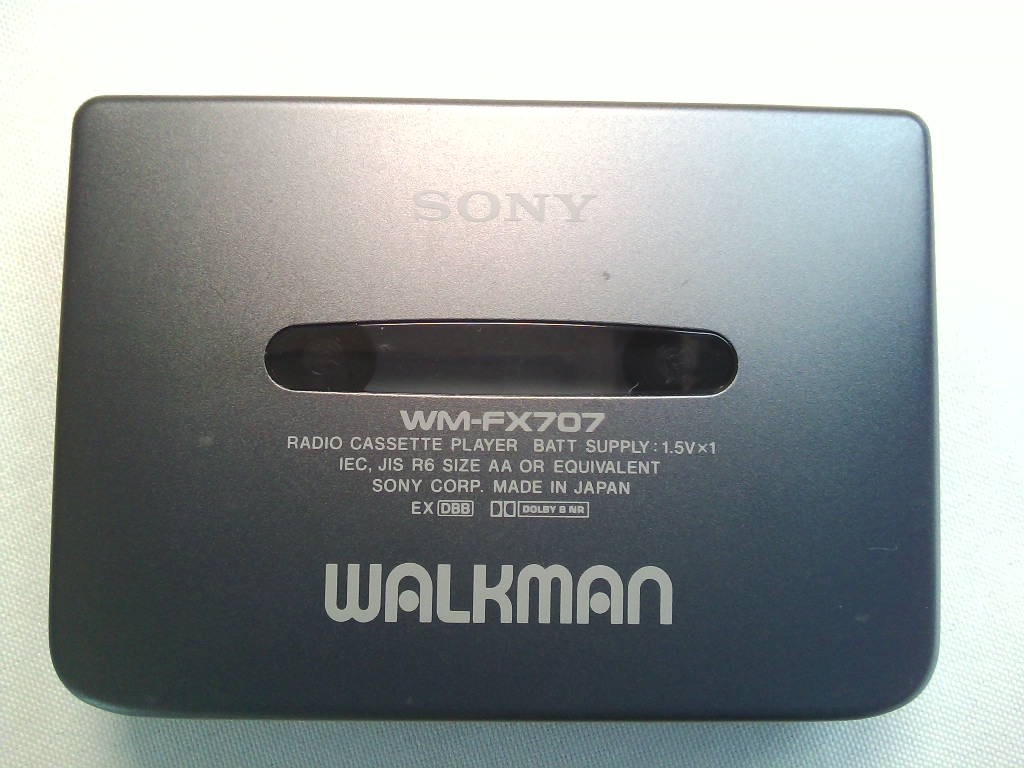 SONY
WM-FX707
RADIO CASSETTE PLAYER BATT SUPPLY: 1.5V×1
IEC, JIS R6 SIZE AA OR EQUIVALENT
SONY CORP. MADE IN JAPAN
EX DBB DOLBY B NR
WALKMAN